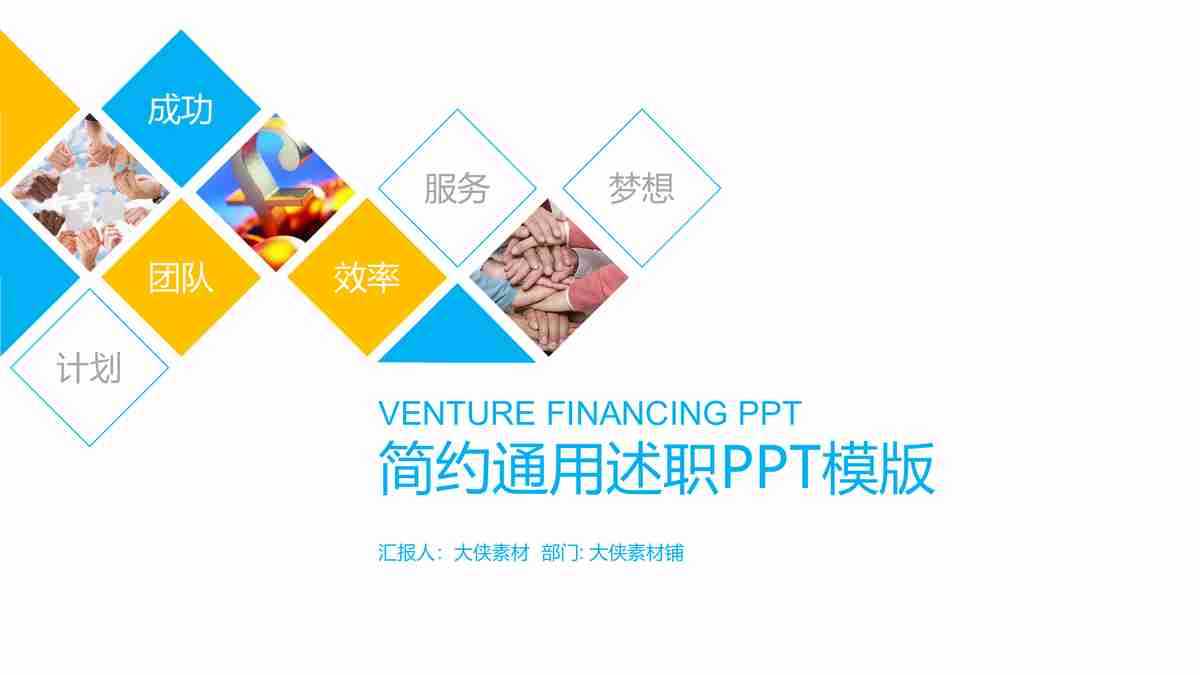 成功
服务
梦想
团队
效率
计划
VENTURE FINANCING PPT
简约通用述职PPT模版
汇报人：大侠素材 部门: 大侠素材铺